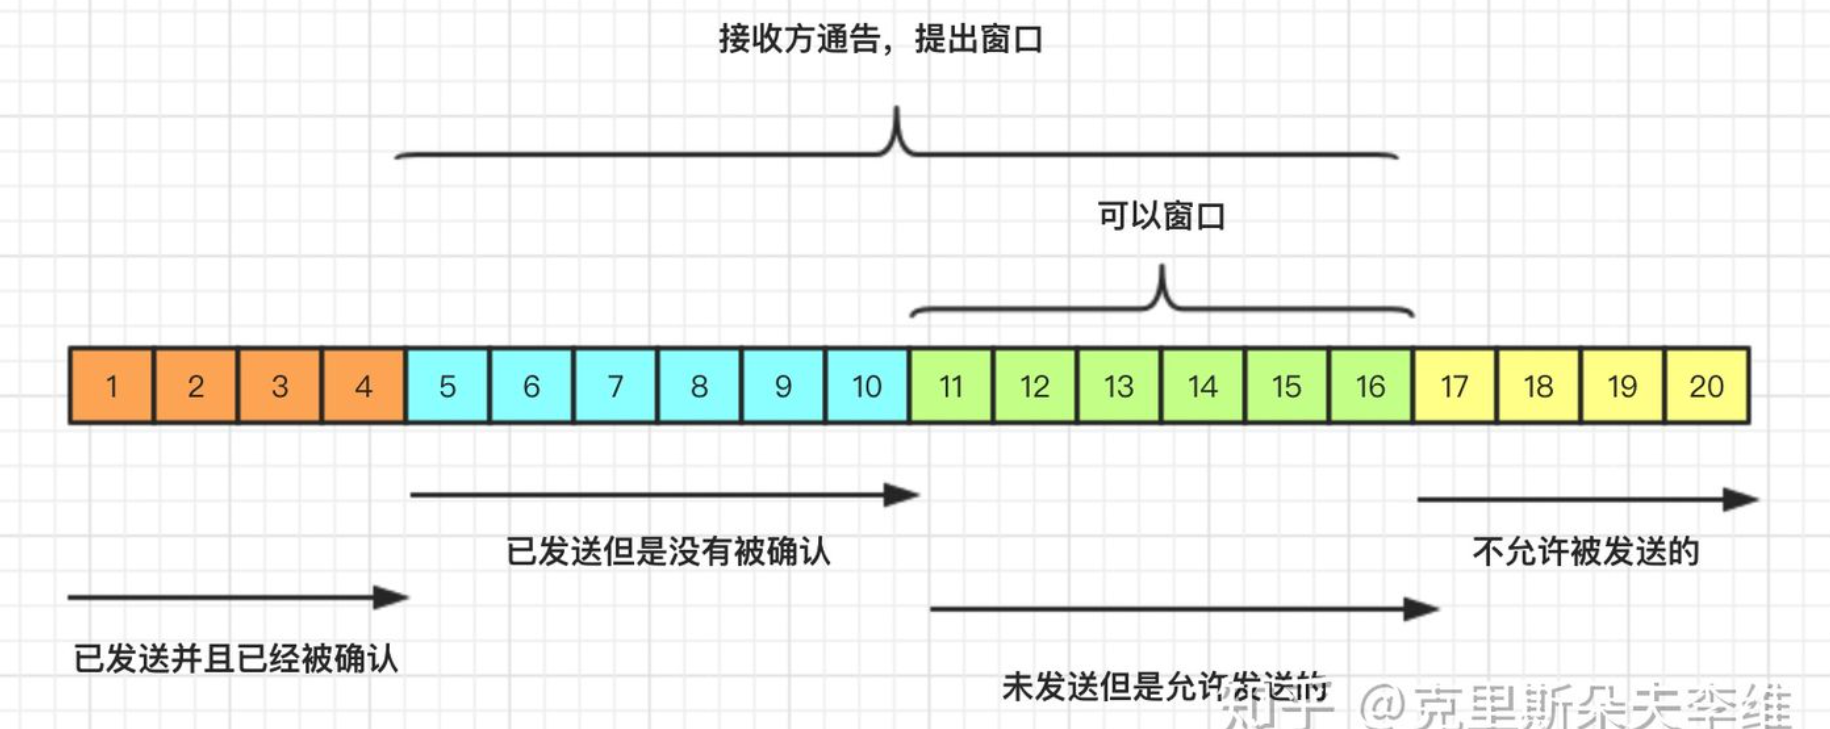 接收方通告，提出窗口
可以窗口
1 2 3 4 5 6 7 8 9 10 11 12 13 14 15 16 17 18 19 20
已发送但是没有被确认
不允许被发送的
已发送并且已经被确认
未发送但是允许发送的
知乎 @克里斯朵夫李维